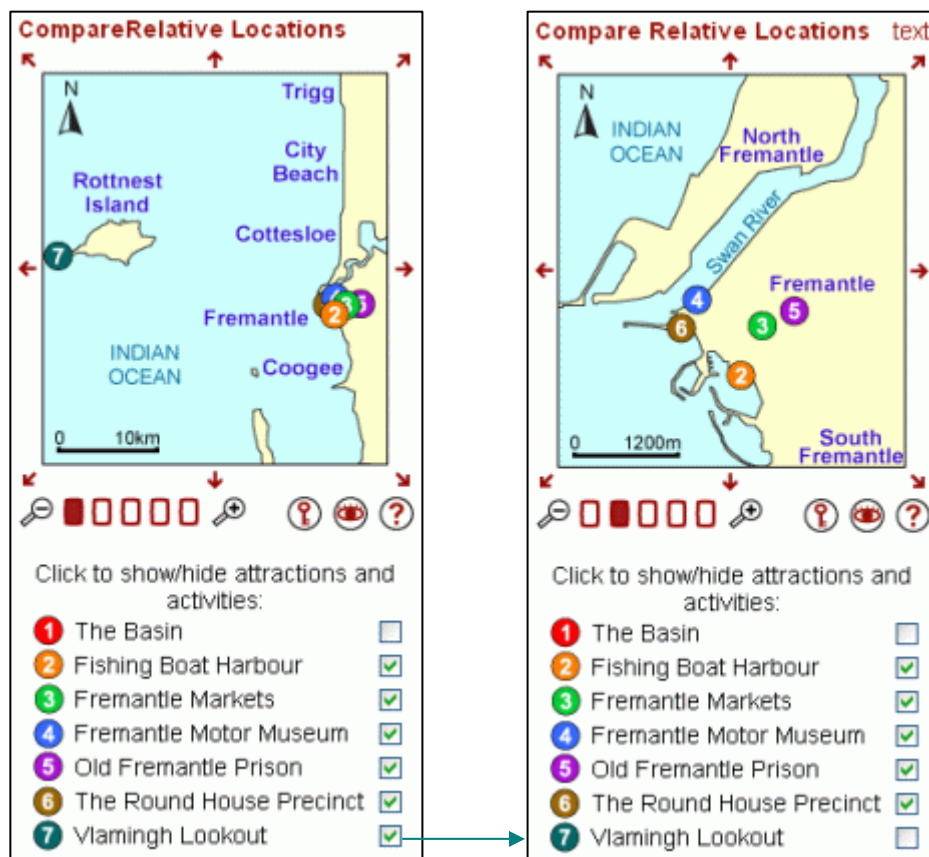 CompareRelative Locations
N
Trigg
City
Beach
Rottnest
Island
7
Cottesloe
4
3
5
2
Fremantle
INDIAN
OCEAN
Coogee
0 10km
Click to show/hide attractions and
activities:
1 The Basin
2 Fishing Boat Harbour
3 Fremantle Markets
4 Fremantle Motor Museum
5 Old Fremantle Prison
6 The Round House Precinct
7 Vlamingh Lookout
Compare Relative Locations text
N
INDIAN
OCEAN
North
Fremantle
Swan River
Fremantle
4
5
6
3
2
0 1200m
South
Fremantle
?
Click to show/hide attractions and
activities:
1 The Basin
2 Fishing Boat Harbour
3 Fremantle Markets
4 Fremantle Motor Museum
5 Old Fremantle Prison
6 The Round House Precinct
7 Vlamingh Lookout